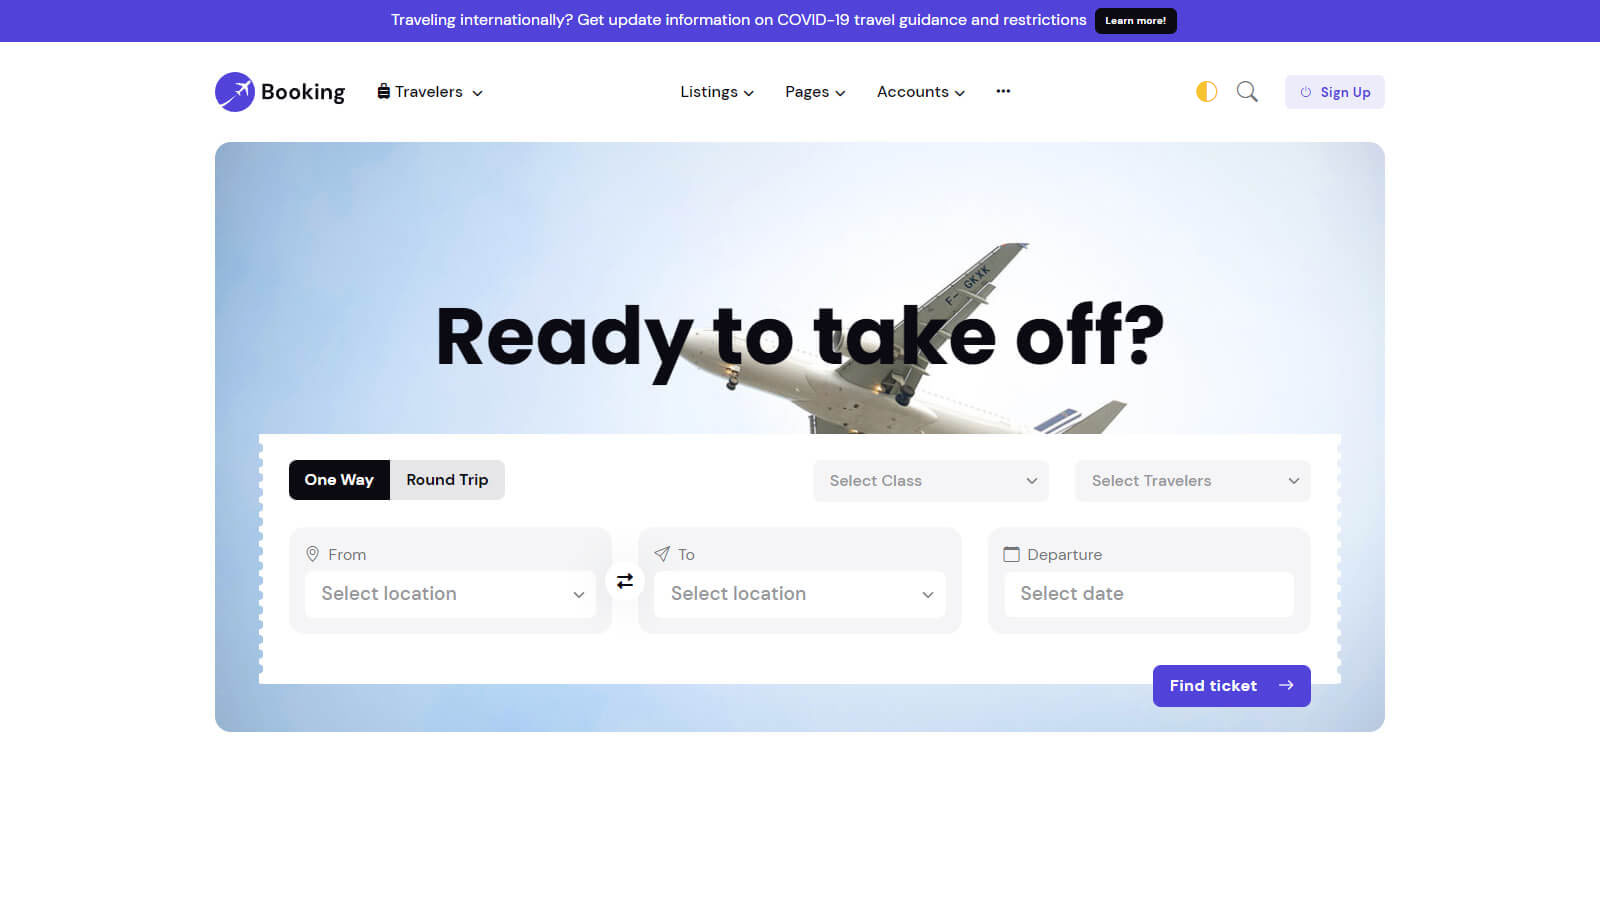 Traveling internationally? Get update information on COVID-19 travel guidance and restrictions Learn more!
Booking Travelers Listings Pages Accounts ••• Sign Up
F-GKXK
Ready to take off?
One Way Round Trip Select Class Select Travelers
From To Departure
Select location Select location Select date
Find ticket